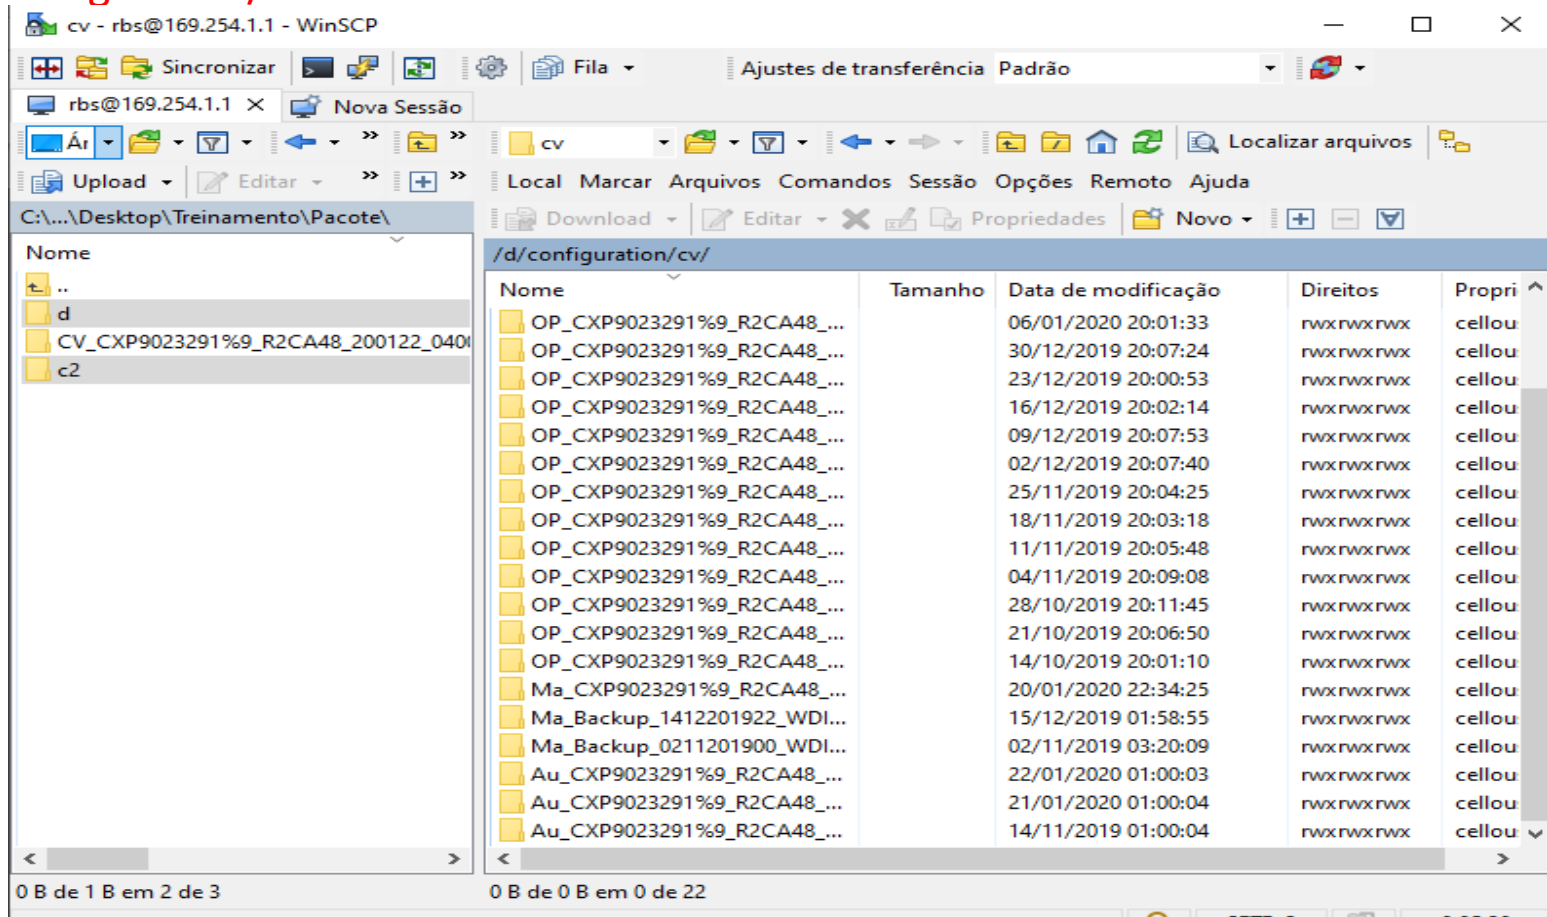 cv - rbs@169.254.1.1 - WinSCP
Sincronizar Fila Ajustes de transferência Padrão
rbs@169.254.1.1 Nova Sessão
cv Localizar arquivos
Upload Editar Local Marcar Arquivos Comandos Sessão Opções Remoto Ajuda
C:\...\Desktop\Treinamento\Pacote\ Download Editar Propriedades Novo
Nome /d/configuration/cv/
.. Nome Tamanho Data de modificação Direitos
d OP_CXP9023291%9_R2CA48_... 06/01/2020 20:01:33 rwxrwxrwx
CV_CXP9023291%9_R2CA48_200122_040 OP_CXP9023291%9_R2CA48_... 30/12/2019 20:07:24 rwxrwxrwx
c2 OP_CXP9023291%9_R2CA48_... 23/12/2019 20:00:53 rwxrwxrwx
OP_CXP9023291%9_R2CA48_... 16/12/2019 20:02:14 rwxrwxrwx
OP_CXP9023291%9_R2CA48_... 09/12/2019 20:07:53 rwxrwxrwx
OP_CXP9023291%9_R2CA48_... 02/12/2019 20:07:40 rwxrwxrwx
OP_CXP9023291%9_R2CA48_... 25/11/2019 20:04:25 rwxrwxrwx
OP_CXP9023291%9_R2CA48_... 18/11/2019 20:03:18 rwxrwxrwx
OP_CXP9023291%9_R2CA48_... 11/11/2019 20:05:48 rwxrwxrwx
OP_CXP9023291%9_R2CA48_... 04/11/2019 20:09:08 rwxrwxrwx
OP_CXP9023291%9_R2CA48_... 28/10/2019 20:11:45 rwxrwxrwx
OP_CXP9023291%9_R2CA48_... 21/10/2019 20:06:50 rwxrwxrwx
OP_CXP9023291%9_R2CA48_... 14/10/2019 20:01:10 rwxrwxrwx
Ma_CXP9023291%9_R2CA48_... 20/01/2020 22:34:25 rwxrwxrwx
Ma_Backup_1412201922_WDI... 15/12/2019 01:58:55 rwxrwxrwx
Ma_Backup_0211201900_WDI... 02/11/2019 03:20:09 rwxrwxrwx
Au_CXP9023291%9_R2CA48_... 22/01/2020 01:00:03 rwxrwxrwx
Au_CXP9023291%9_R2CA48_... 21/01/2020 01:00:04 rwxrwxrwx
Au_CXP9023291%9_R2CA48_... 14/11/2019 01:00:04 rwxrwxrwx
0 B de 1 B em 2 de 3 0 B de 0 B em 0 de 22